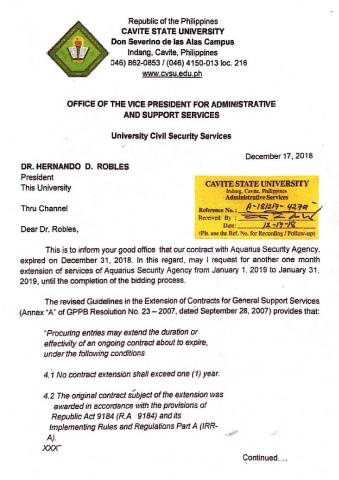 Republic of the Philippines
CAVITE STATE UNIVERSITY
Don Severino de las Alas Campus
Indang, Cavite, Philippines
046) 862-0853 / (046) 4150-013 loc. 216
www.cvsu.edu.ph
OFFICE OF THE VICE PRESIDENT FOR ADMINISTRATIVE
AND SUPPORT SERVICES
University Civil Security Services
December 17, 2018
DR. HERNANDO D. ROBLES
President
This University
Thru Channel
CAVITE STATE UNIVERSITY
Indang, Cavite, Philippines
Administrative Services
Reference No.:
Received: By :
Date: 12-17-18
(Pls. use the Ref. No. for Recording / Follow-up)
Dear Dr. Robles,
This is to inform your good office that our contract with Aquarius Security Agency,
expired on December 31, 2018. In this regard, may I request for another one month
extension of services of Aquarius Security Agency from January 1, 2019 to January 31,
2019, until the completion of the bidding process.
The revised Guidelines in the Extension of Contracts for General Support Services
(Annex “A” of GPPB Resolution No. 23 – 2007, dated September 28, 2007) provides that:
“Procuring entries may extend the duration or
effectivity of an ongoing contract about to expire,
under the following conditions
4.1 No contract extension shall exceed one (1) year.
4.2 The original contract subject of the extension was
awarded in accordance with the provisions of
Republic Act 9184 (R.A 9184) and its
Implementing Rules and Regulations Part A (IRR-
A).
XXX”
Continued....